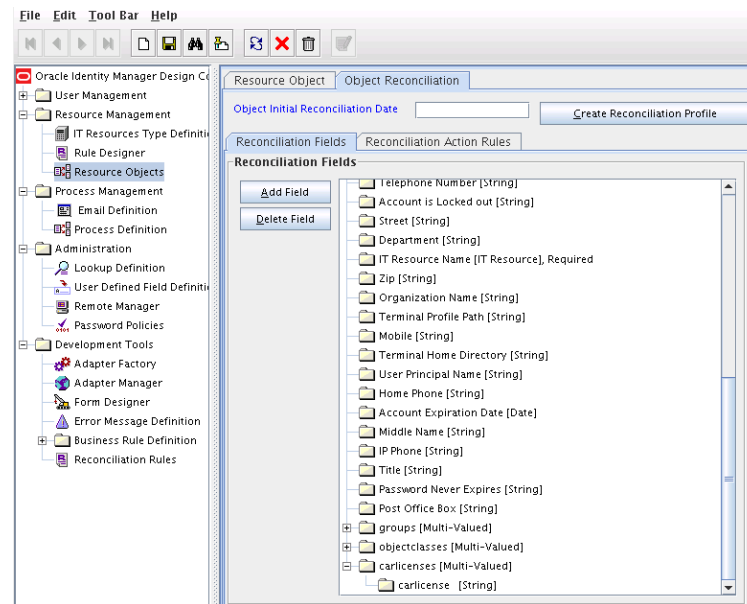 File Edit Tool Bar Help
Oracle Identity Manager Design Co
User Management
Resource Management
IT Resources Type Definiti
Rule Designer
Resource Objects
Process Management
Email Definition
Process Definition
Administration
Lookup Definition
User Defined Field Definiti
Remote Manager
Password Policies
Development Tools
Adapter Factory
Adapter Manager
Form Designer
Error Message Definition
Business Rule Definition
Reconciliation Rules
Resource Object Object Reconciliation
Object Initial Reconciliation Date Create Reconciliation Profile
Reconciliation Fields Reconciliation Action Rules
Reconciliation Fields
Add Field
Delete Field
Telephone Number [String]
Account is Locked out [String]
Street [String]
Department [String]
IT Resource Name [IT Resource], Required
Zip [String]
Organization Name [String]
Terminal Profile Path [String]
Mobile [String]
Terminal Home Directory [String]
User Principal Name [String]
Home Phone [String]
Account Expiration Date [Date]
Middle Name [String]
IP Phone [String]
Title [String]
Password Never Expires [String]
Post Office Box [String]
groups [Multi-Valued]
objectclasses [Multi-Valued]
carlicenses [Multi-Valued]
carlicense [String]